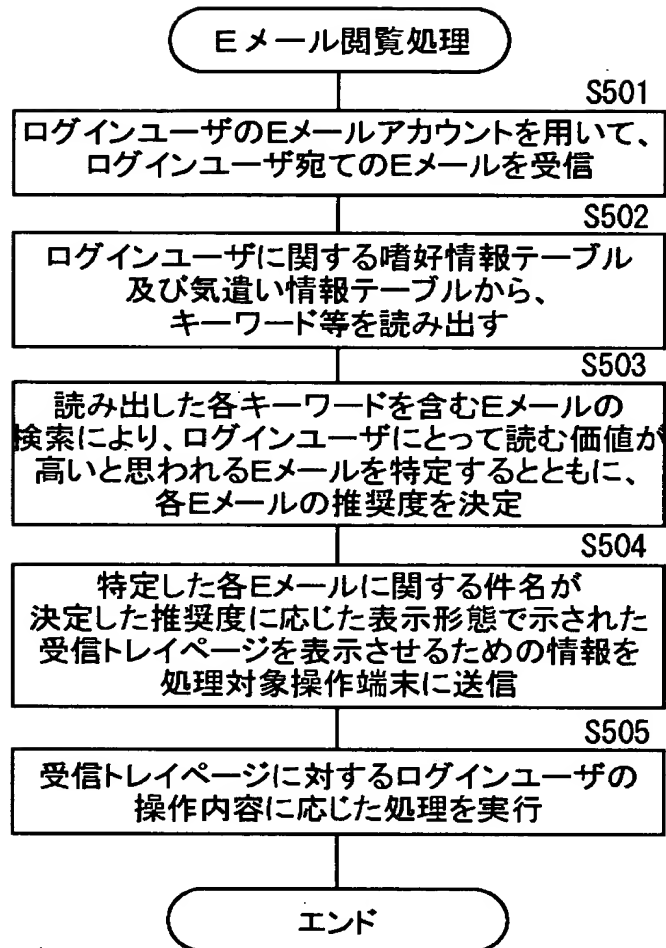 Eメール閲覧処理
S501
ログインユーザのEメールアカウントを用いて、
ログインユーザ宛てのEメールを受信
S502
ログインユーザに関する嗜好情報テーブル
及び気遣い情報テーブルから、
キーワード等を読み出す
S503
読み出した各キーワードを含むEメールの
検索により、ログインユーザにとって読む価値が
高いと思われるEメールを特定するとともに、
各Eメールの推奨度を決定
S504
特定した各Eメールに関する件名が
決定した推奨度に応じた表示形態で示された
受信トレイページを表示させるための情報を
処理対象操作端末に送信
S505
受信トレイページに対するログインユーザの
操作内容に応じた処理を実行
エンド